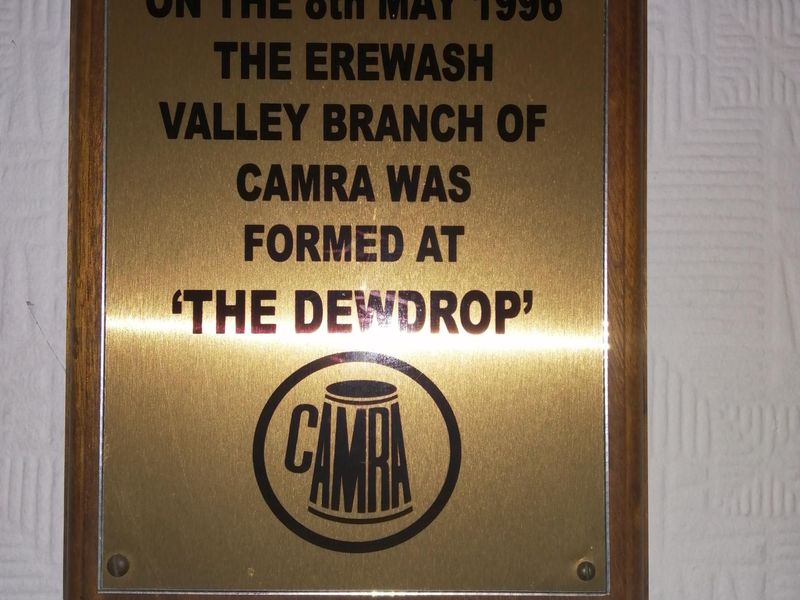 ON THE 8th MAY 1996
THE EREWASH
VALLEY BRANCH OF
CAMRA WAS
FORMED AT
‘THE DEWDROP’
CAMRA